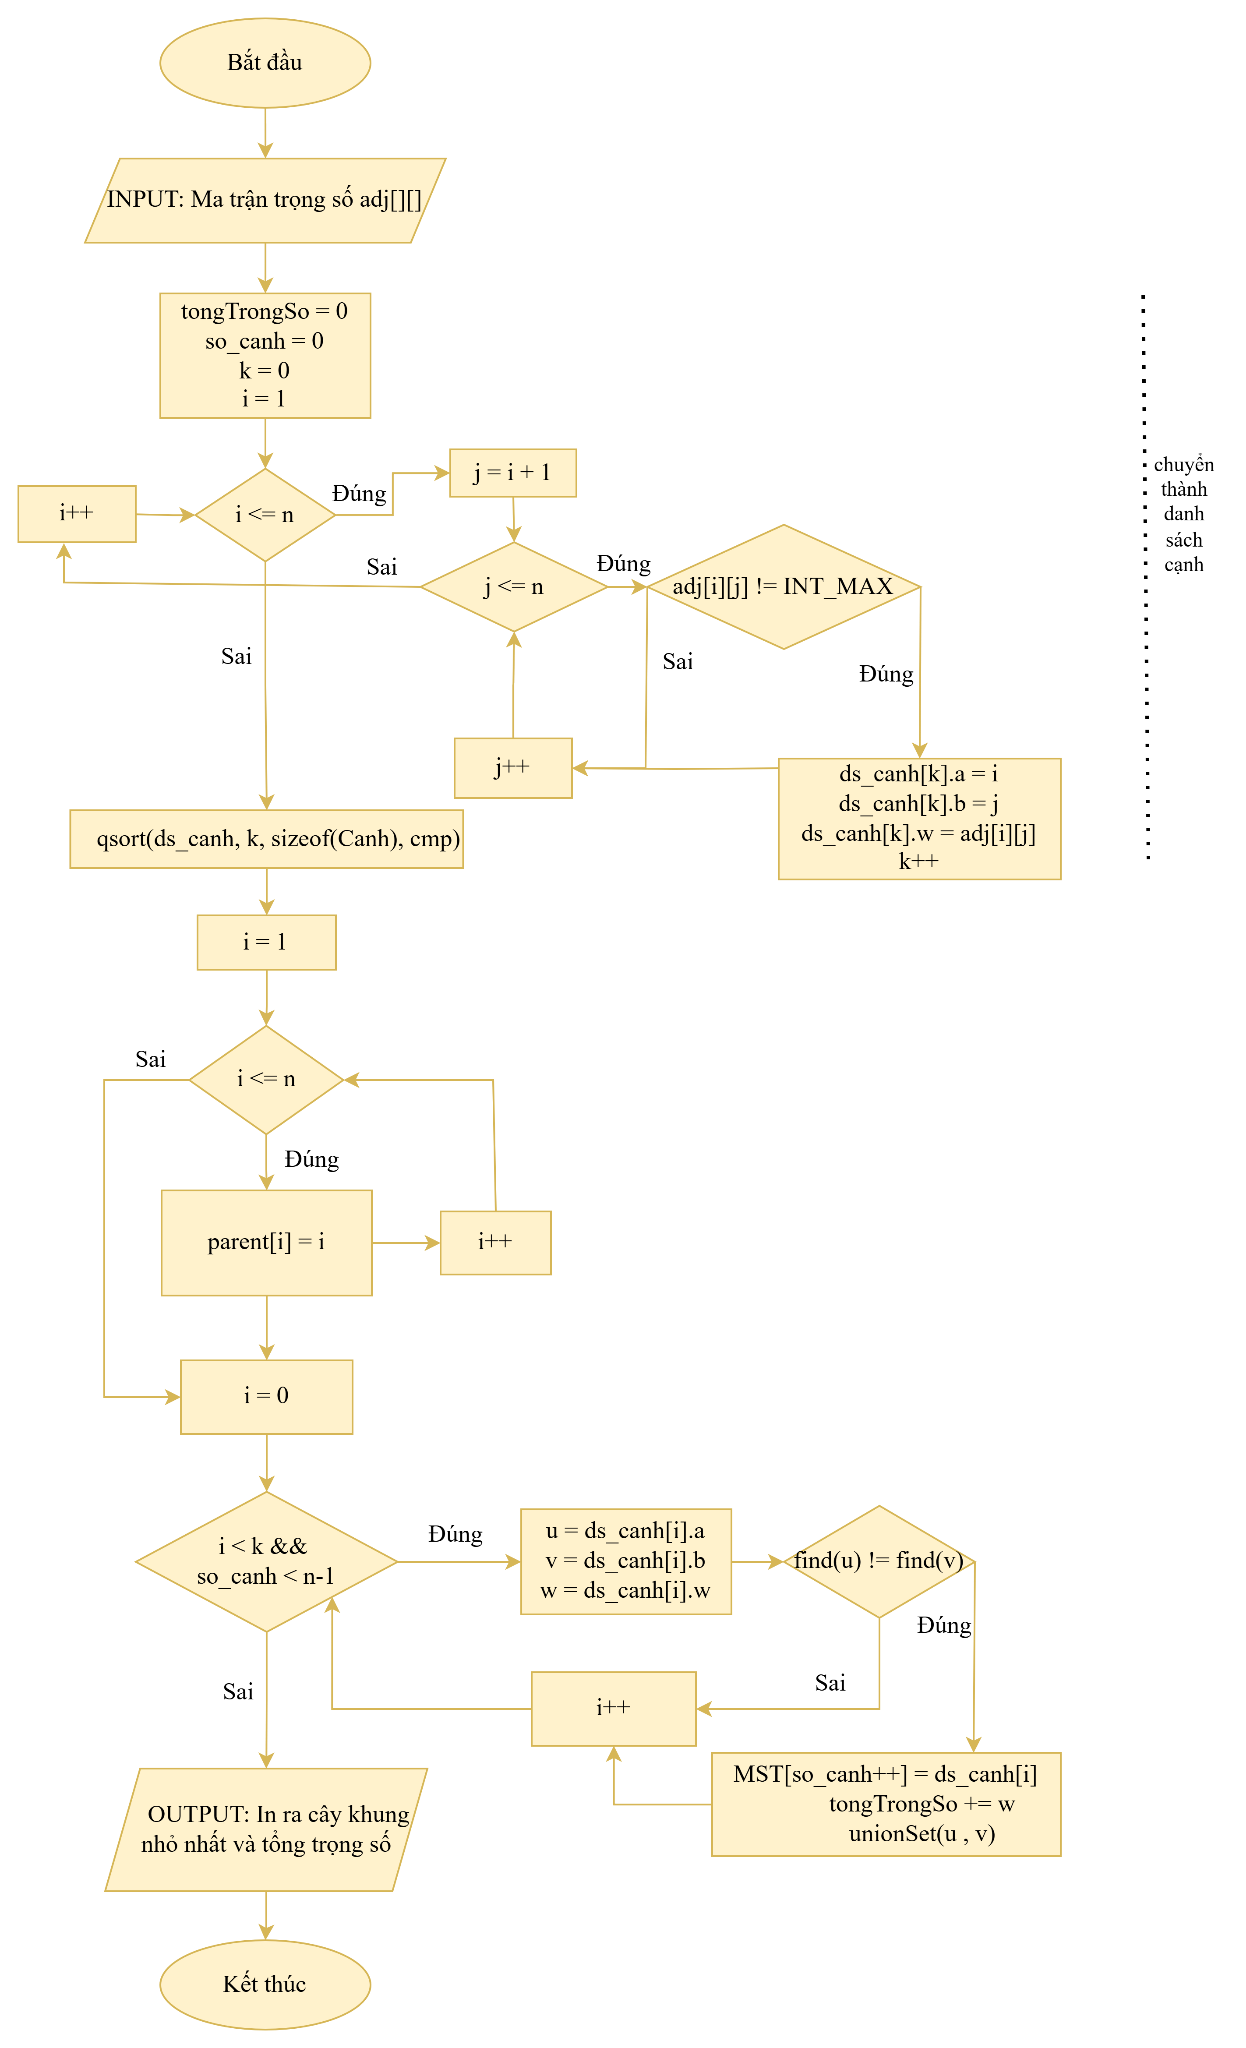 Bắt đầu
INPUT: Ma trận trọng số adj[][]
tongTrongSo = 0
so_canh = 0
k = 0
i = 1
i++
i <= n
Đúng
j = i + 1
Sai
j <= n
Đúng
adj[i][j] != INT_MAX
chuyển
thành
danh
sách
cạnh
Sai
Sai
Đúng
j++
ds_canh[k].a = i
ds_canh[k].b = j
ds_canh[k].w = adj[i][j]
k++
qsort(ds_canh, k, sizeof(Canh), cmp)
i = 1
Sai
i <= n
Đúng
parent[i] = i
i++
i = 0
i < k &&
so_canh < n-1
Đúng
u = ds_canh[i].a
v = ds_canh[i].b
w = ds_canh[i].w
find(u) != find(v)
Đúng
Sai
Sai
i++
MST[so_canh++] = ds_canh[i]
tongTrongSo += w
unionSet(u , v)
OUTPUT: In ra cây khung
nhỏ nhất và tổng trọng số
Kết thúc